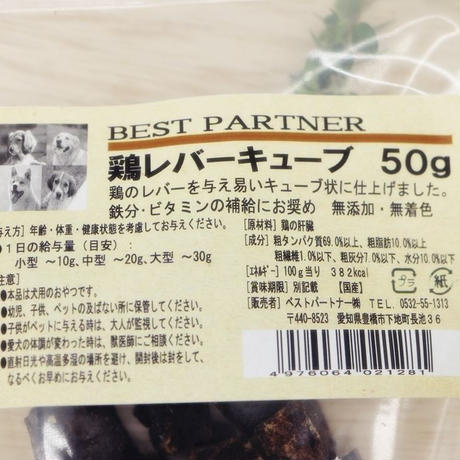 BEST PARTNER
鶏レバーキューブ 50g
鶏のレバーを与え易いキューブ状に仕上げました。
鉄分・ビタミンの補給にお奨め 無添加・無着色
与え方】年齢・体重・健康状態を考慮してお与えください。
●1日の給与量（目安）：
小型 ～10g、中型 ～20g、大型 ～30g
注意】
●本品は犬用のおやつです。
●幼児、子供、ペットの及ばない所に保管してください。
●子供がペットに与える時は、大人が監視してください。
●愛犬の体調が変わった時は、獣医師にご相談ください。
●直射日光や高温多湿の場所を避け、開封後は封をして、
なるべくお早めにお与えください。
【原材料】鶏の肝臓
【成分】粗タンパク質69.0%以上、粗脂肪10.0%以上
粗繊維1.0%以下、粗灰分7.0%以下、水分10.0%以下
【エネルギー】100g当り 382kcal
【賞味期限】別記載 【国産】
【販売者】ベストパートナー㈱ TEL. 0532-55-1313
〒440-8523 愛知県豊橋市下地町長池36
プラ 紙
4976064021281